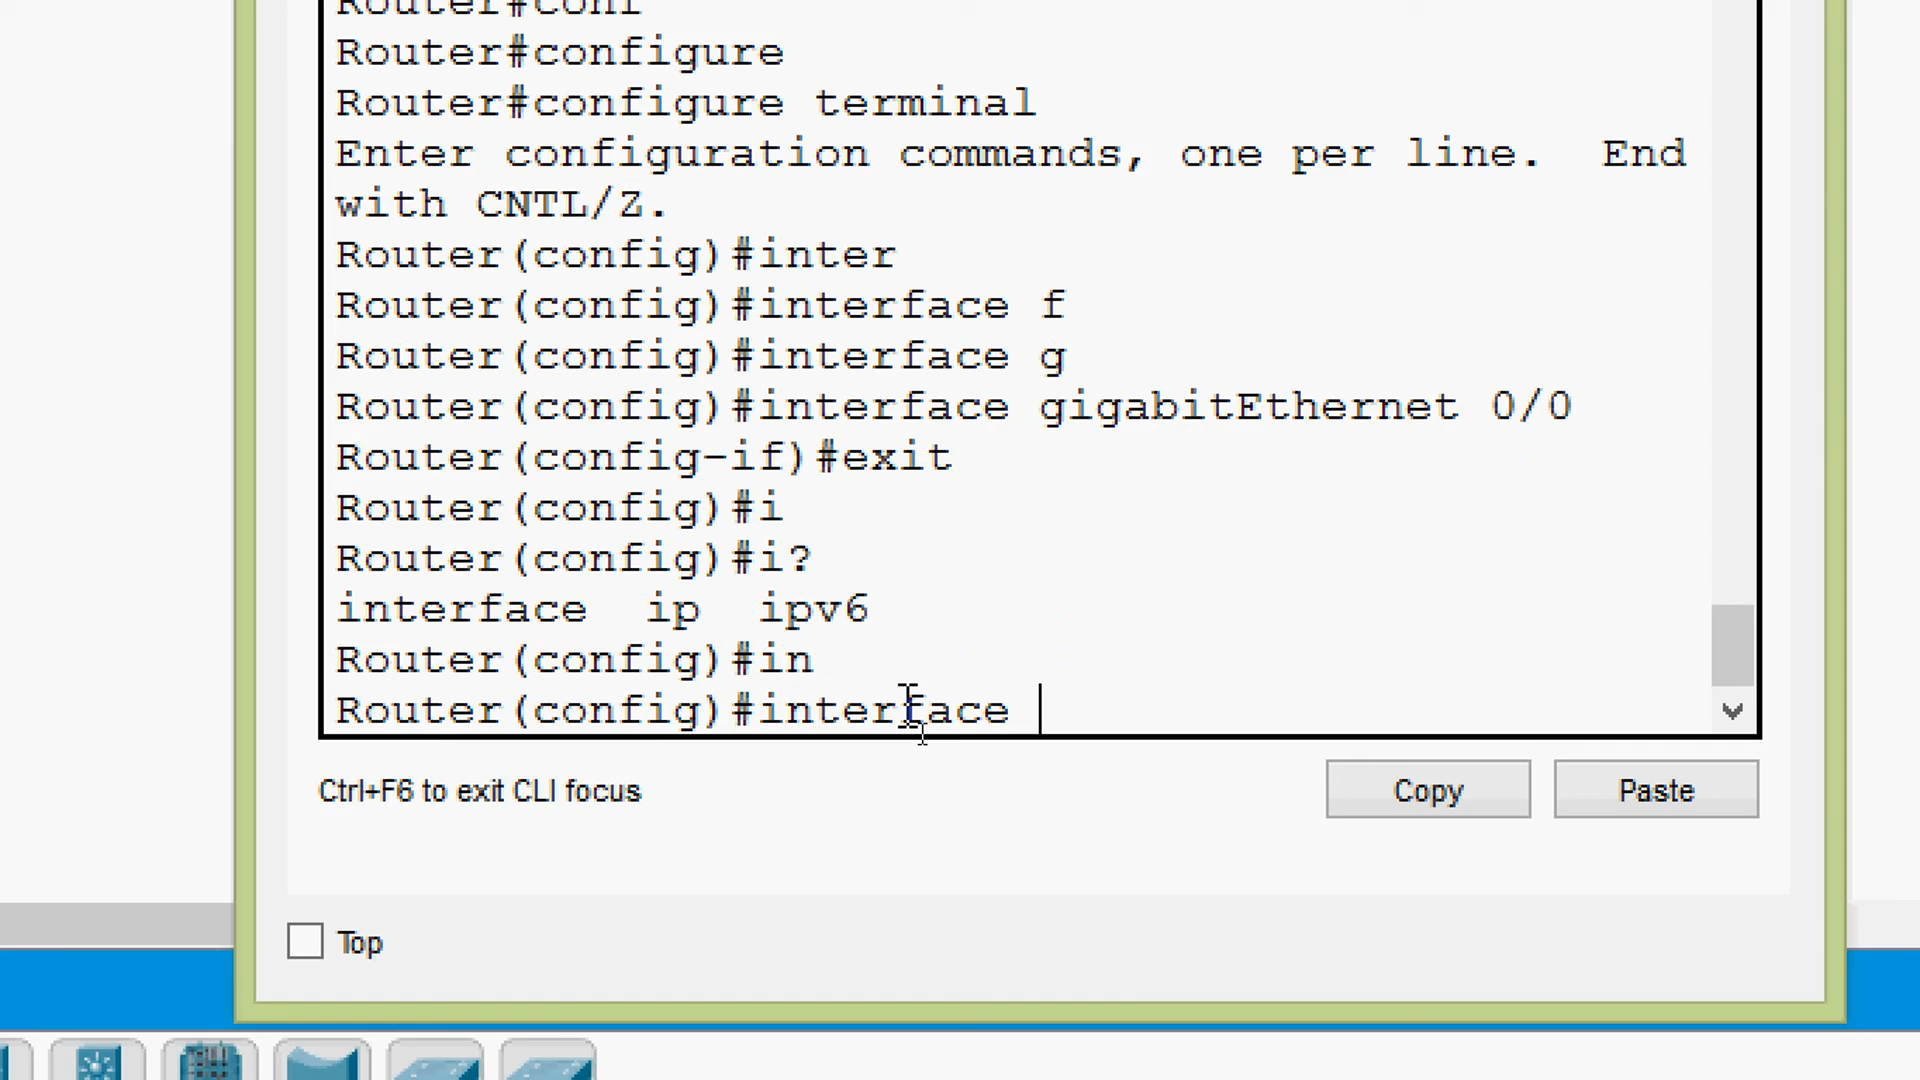 Router#conf
Router#configure
Router#configure terminal
Enter configuration commands, one per line.  End
with CNTL/Z.
Router(config)#inter
Router(config)#interface f
Router(config)#interface g
Router(config)#interface gigabitEthernet 0/0
Router(config-if)#exit
Router(config)#i
Router(config)#i?
interface  ip  ipv6
Router(config)#in
Router(config)#interface
Ctrl+F6 to exit CLI focus
Copy
Paste
Top